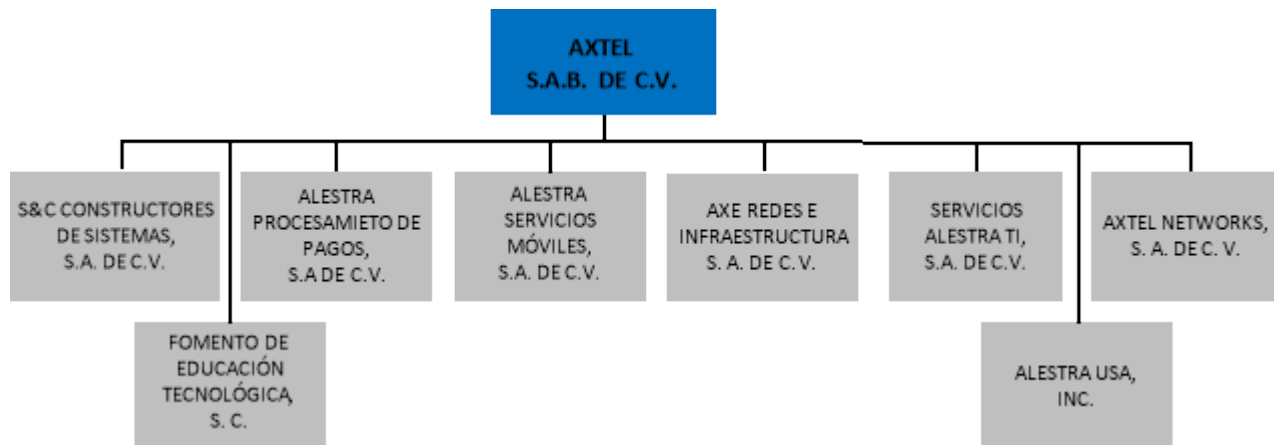 AXTEL
S.A.B. DE C.V.
S&C CONSTRUCTORES
DE SISTEMAS,
S.A. DE C.V.
ALESTRA
PROCESAMIETO DE
PAGOS,
S.A DE C.V.
ALESTRA
SERVICIOS
MÓVILES,
S.A. DE C.V.
AXE REDES E
INFRAESTRUCTURA
S. A. DE C.V.
SERVICIOS
ALESTRA TI,
S.A. DE C.V.
AXTEL NETWORKS,
S. A. DE C. V.
FOMENTO DE
EDUCACIÓN
TECNOLÓGICA,
S. C.
ALESTRA USA,
INC.